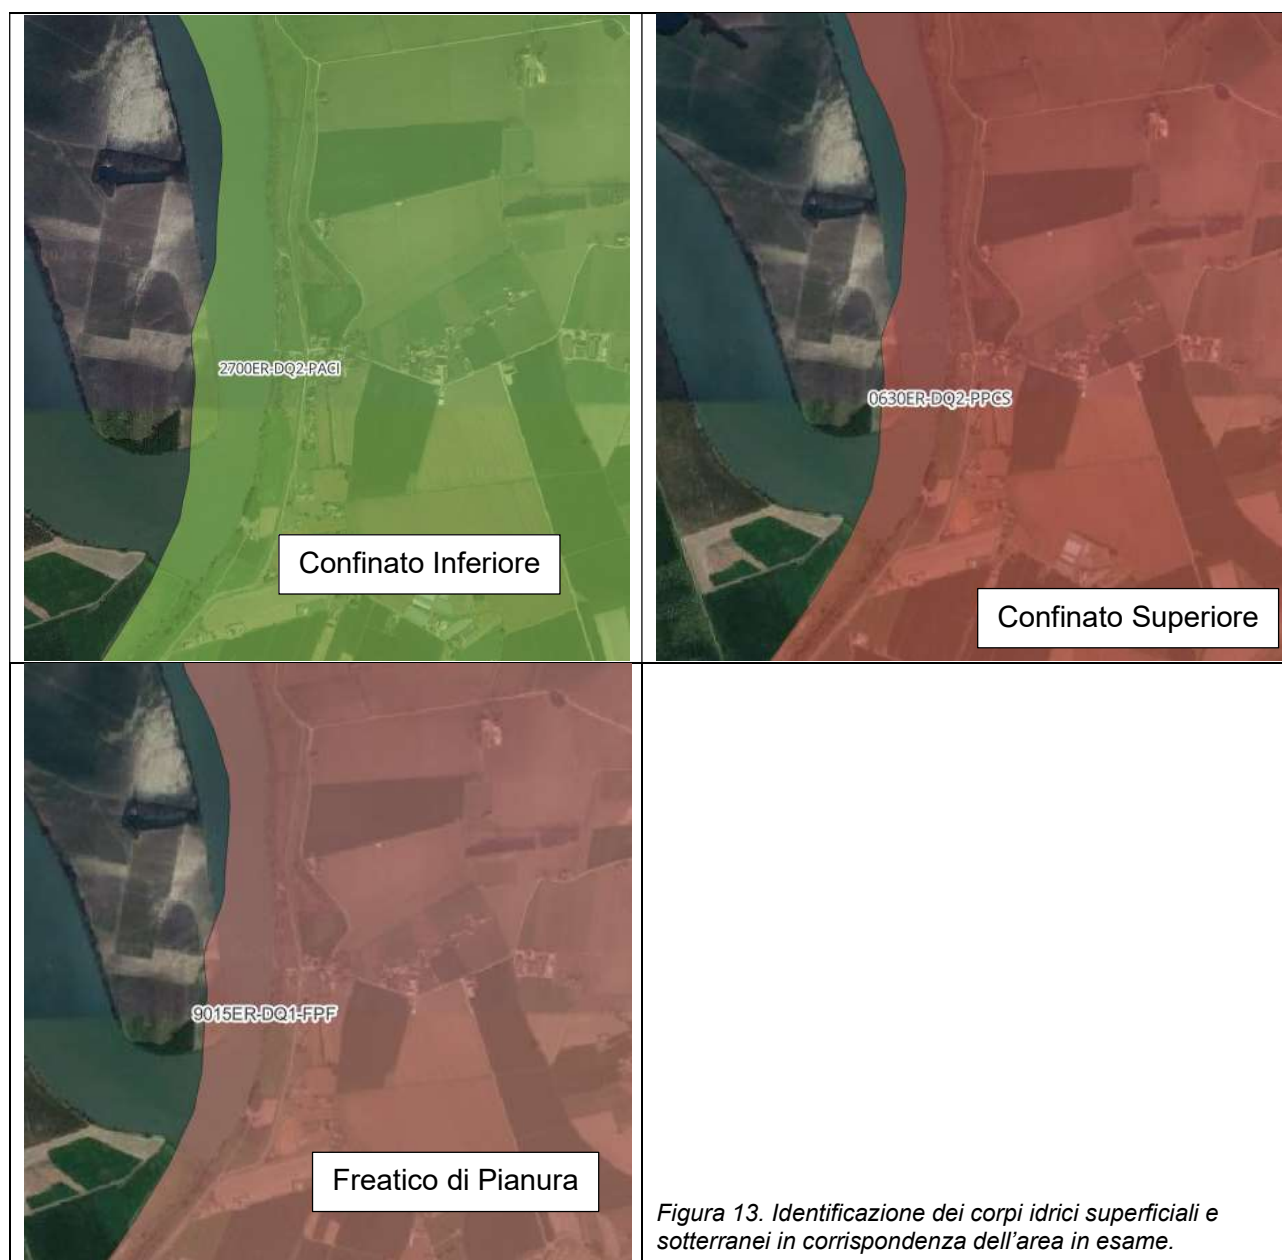 2700ER-DQ2-PACI
Confinato Inferiore
0630ER-DQ2-PPCS
Confinato Superiore
9015ER-DQ1-FPF
Freatico di Pianura
Figura 13. Identificazione dei corpi idrici superficiali e
sotterranei in corrispondenza dell'area in esame.